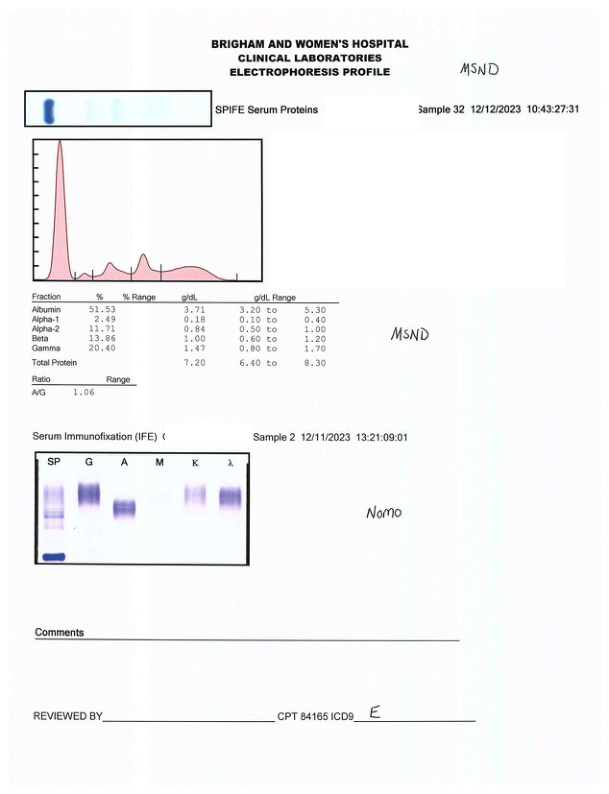 BRIGHAM AND WOMEN'S HOSPITAL
CLINICAL LABORATORIES
ELECTROPHORESIS PROFILE
MSND
SPIFE Serum Proteins Sample 32 12/12/2023 10:43:27:31
Fraction % % Range g/dL g/dL Range
Albumin 51.53 3.71 3.20 to 5.30
Alpha-1 2.49 0.18 0.10 to 0.40
Alpha-2 11.71 0.84 0.50 to 1.00
Beta 13.86 1.00 0.60 to 1.20
Gamma 20.40 1.47 0.80 to 1.70
MSND
Total Protein 7.20 6.40 to 8.30
Ratio Range
A/G 1.06
Serum Immunofixation (IFE) ( Sample 2 12/11/2023 13:21:09:01
SP G A M K λ
NOMO
Comments
REVIEWED BY CPT 84165 ICD9 E